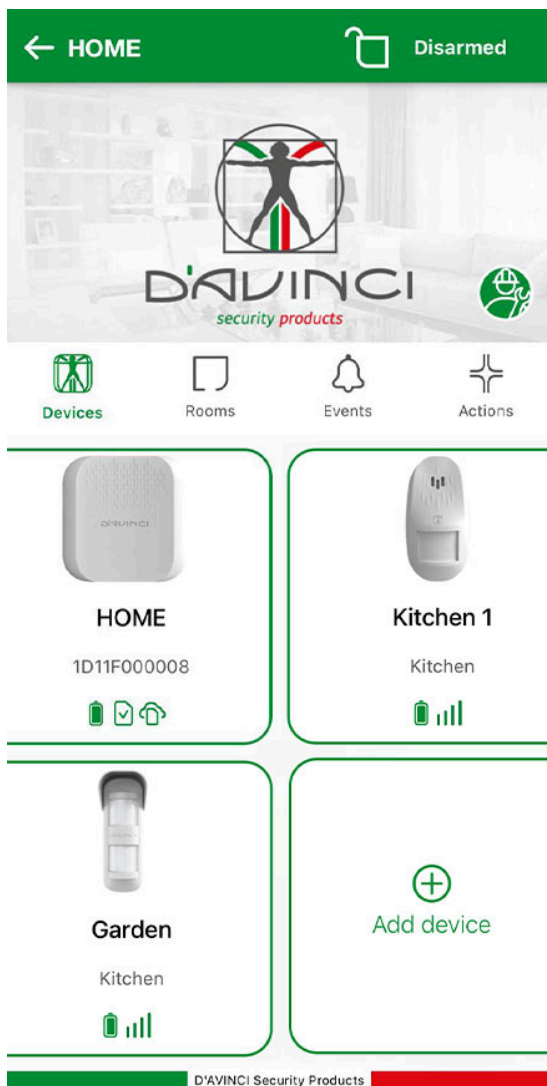 HOME
Disarmed
D'AVINCI
security products
Devices
Rooms
Events
Actions
D'AVINCI
HOME
1D11F000008
Kitchen 1
Kitchen
Garden
Kitchen
Add device
D'AVINCI Security Products